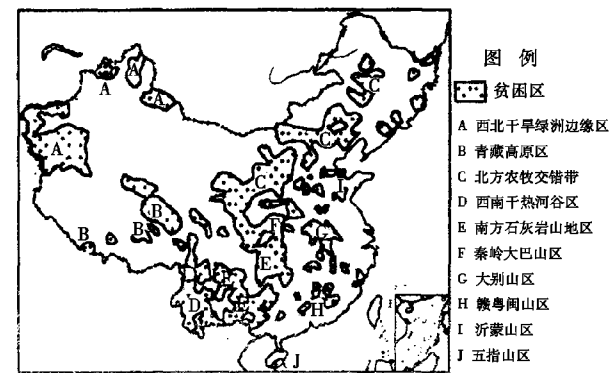 图 例
贫困区
A 西北干旱绿洲边缘区
B 青藏高原区
C 北方农牧交错带
D 西南干热河谷区
E 南方石灰岩山地区
F 秦岭大巴山区
G 大别山区
H 赣粤闽山区
I 沂蒙山区
J 五指山区
A
A
A
A
C
C
C
I
B
B
B
F
G
E
D
D
E
E
H
H
J